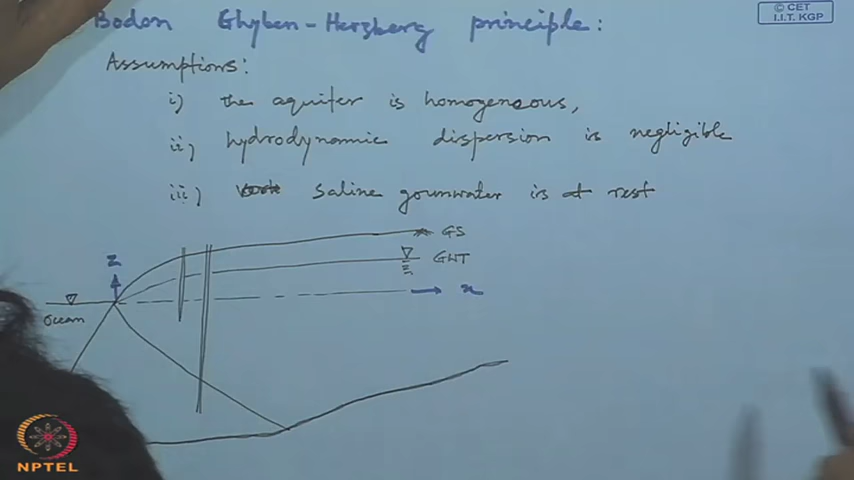 Badon Ghyben-Herzberg principle:
© CET
I.I.T. KGP
Assumptions:
i) the aquifer is homogeneous,
ii, hydrodynamic dispersion is negligible
iii) saline gounwater is at rest
GS
GWT
z
x
Ocean
NPTEL